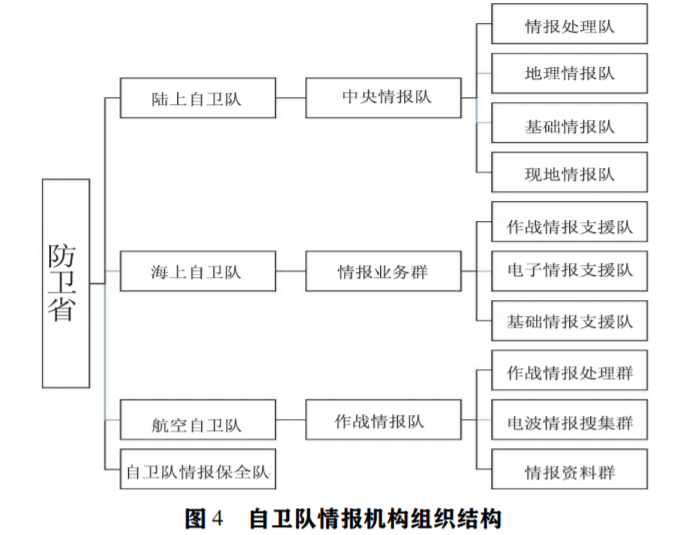 防卫省
陆上自卫队
中央情报队
情报处理队
地理情报队
基础情报队
现地情报队
海上自卫队
情报业务群
作战情报支援队
电子情报支援队
基础情报支援队
航空自卫队
作战情报队
作战情报处理群
电波情报搜集群
情报资料群
自卫队情报保全队
图 4 自卫队情报机构组织结构